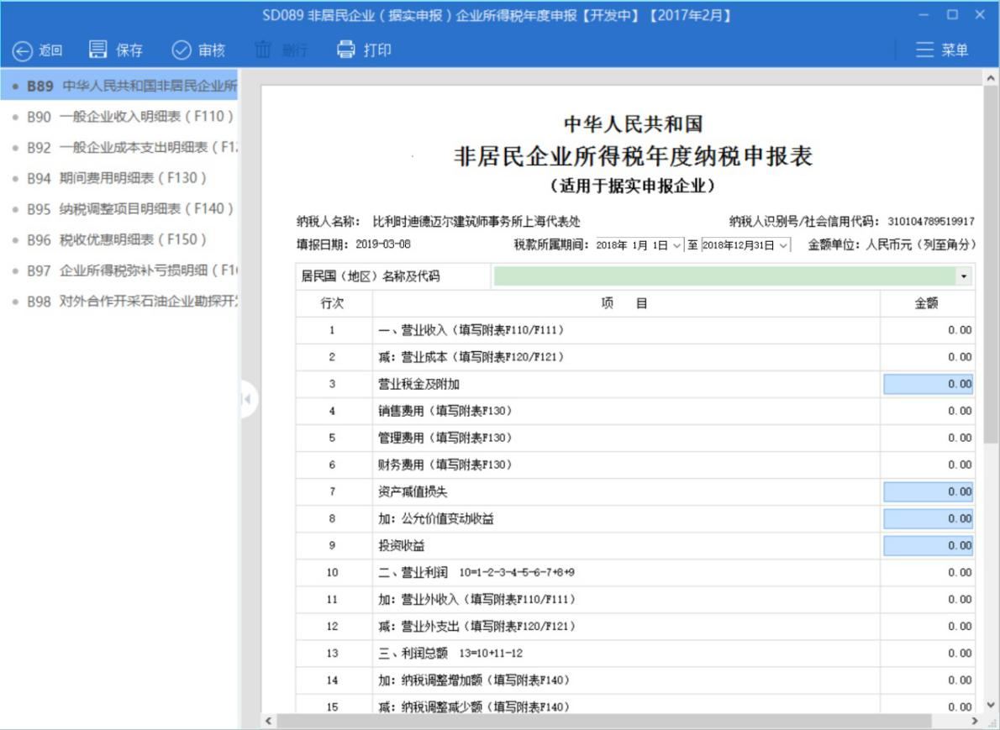 SD089 非居民企业（据实申报）企业所得税年度申报【开发中】【2017年2月】
返回 保存 审核 删行 打印 菜单
B89 中华人民共和国非居民企业所
B90 一般企业收入明细表（F110）
B92 一般企业成本支出明细表（F12
B94 期间费用明细表（F130）
B95 纳税调整项目明细表（F140）
B96 税收优惠明细表（F150）
B97 企业所得税弥补亏损明细（F1
B98 对外合作开采石油企业勘探开
中华人民共和国
非居民企业所得税年度纳税申报表
（适用于据实申报企业）
纳税人名称： 比利时迪德迈尔建筑师事务所上海代表处 纳税人识别号/社会信用代码： 310104789519917
填报日期： 2019-03-08 税款所属期间： 2018年 1月 1日 至 2018年12月31日 金额单位：人民币元（列至角分）
居民国（地区）名称及代码
行次 项 目 金额
1 一、营业收入（填写附表F110/F111） 0.00
2 减：营业成本（填写附表F120/F121） 0.00
3 营业税金及附加 0.00
4 销售费用（填写附表F130） 0.00
5 管理费用（填写附表F130） 0.00
6 财务费用（填写附表F130） 0.00
7 资产减值损失 0.00
8 加：公允价值变动收益 0.00
9 投资收益 0.00
10 二、营业利润 10=1-2-3-4-5-6-7+8+9 0.00
11 加：营业外收入（填写附表F110/F111） 0.00
12 减：营业外支出（填写附表F120/F121） 0.00
13 三、利润总额 13=10+11-12 0.00
14 加：纳税调整增加额（填写附表F140） 0.00
15 减：纳税调整减少额（填写附表F140） 0.00